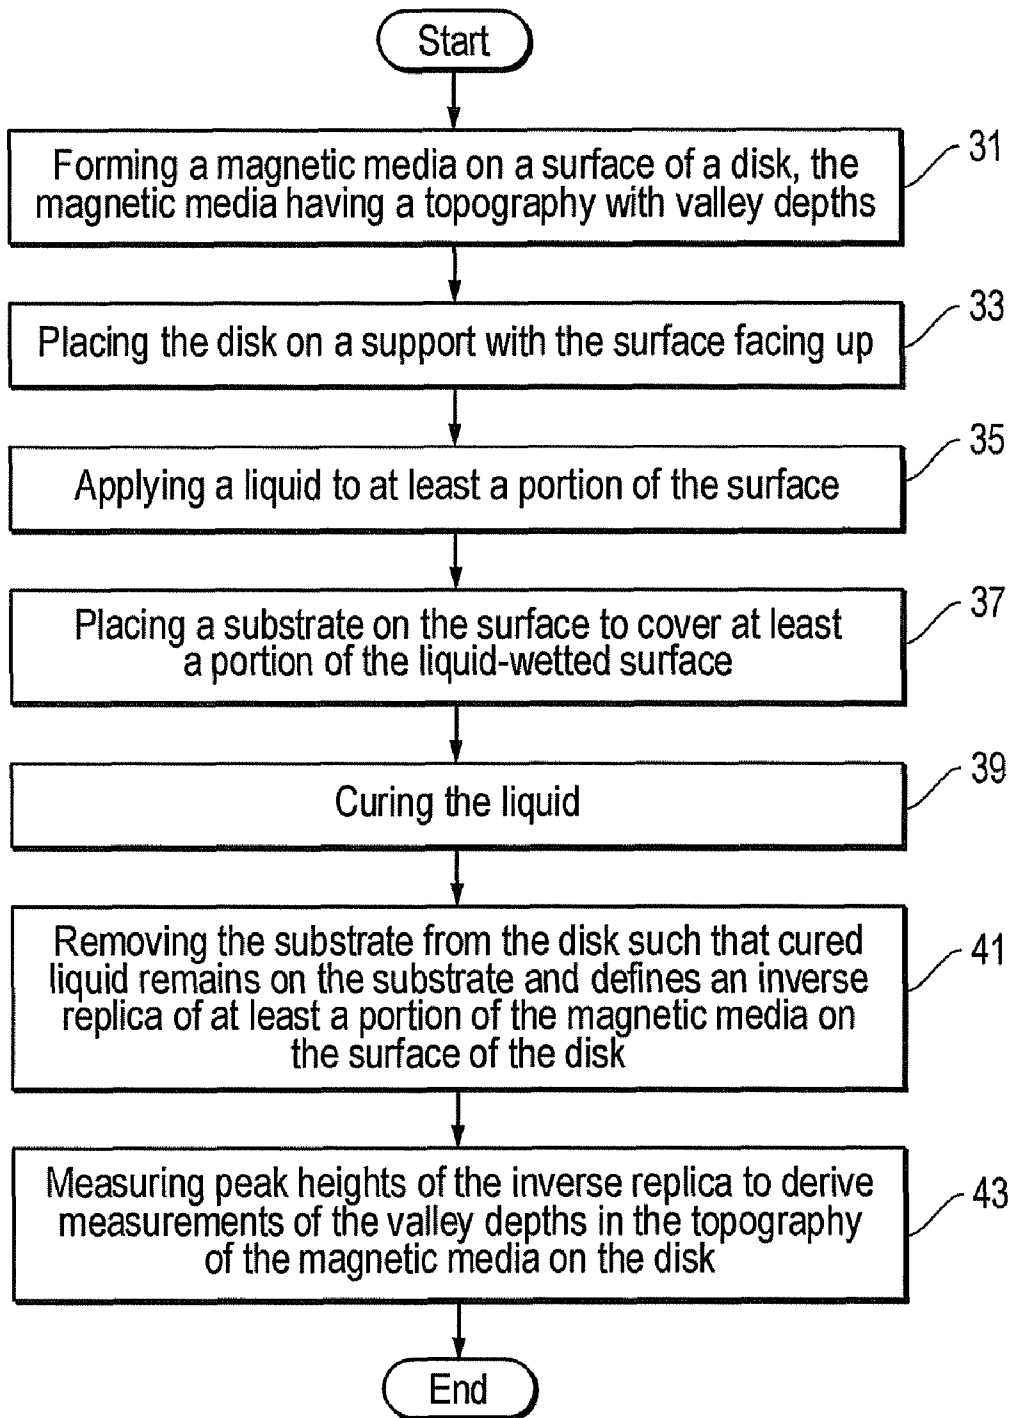 Start
Forming a magnetic media on a surface of a disk, the
magnetic media having a topography with valley depths
31
Placing the disk on a support with the surface facing up
33
Applying a liquid to at least a portion of the surface
35
Placing a substrate on the surface to cover at least
a portion of the liquid-wetted surface
37
Curing the liquid
39
Removing the substrate from the disk such that cured
liquid remains on the substrate and defines an inverse
replica of at least a portion of the magnetic media on
the surface of the disk
41
Measuring peak heights of the inverse replica to derive
measurements of the valley depths in the topography
of the magnetic media on the disk
43
End